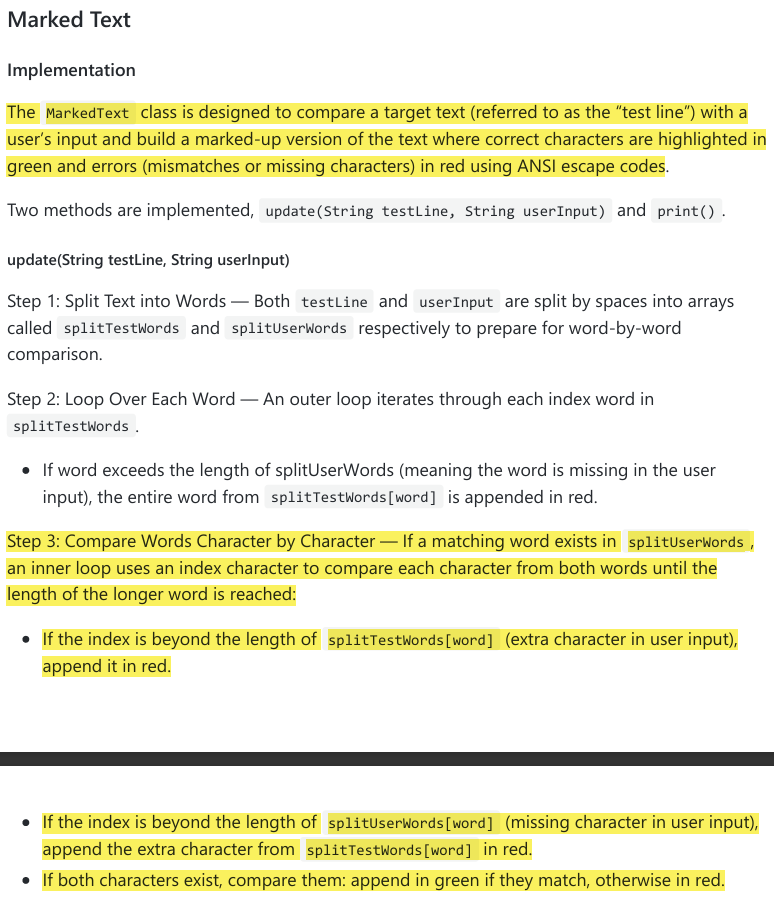 Marked Text
Implementation
The MarkedText class is designed to compare a target text (referred to as the “test line”) with a
user’s input and build a marked-up version of the text where correct characters are highlighted in
green and errors (mismatches or missing characters) in red using ANSI escape codes.
Two methods are implemented, update(String testLine, String userInput) and print() .
update(String testLine, String userInput)
Step 1: Split Text into Words — Both testLine and userInput are split by spaces into arrays
called splitTestWords and splitUserWords respectively to prepare for word-by-word
comparison.
Step 2: Loop Over Each Word — An outer loop iterates through each index word in
splitTestWords .
• If word exceeds the length of splitUserWords (meaning the word is missing in the user
input), the entire word from splitTestWords[word] is appended in red.
Step 3: Compare Words Character by Character — If a matching word exists in splitUserWords ,
an inner loop uses an index character to compare each character from both words until the
length of the longer word is reached:
• If the index is beyond the length of splitTestWords[word] (extra character in user input),
append it in red.
• If the index is beyond the length of splitUserWords[word] (missing character in user input),
append the extra character from splitTestWords[word] in red.
• If both characters exist, compare them: append in green if they match, otherwise in red.